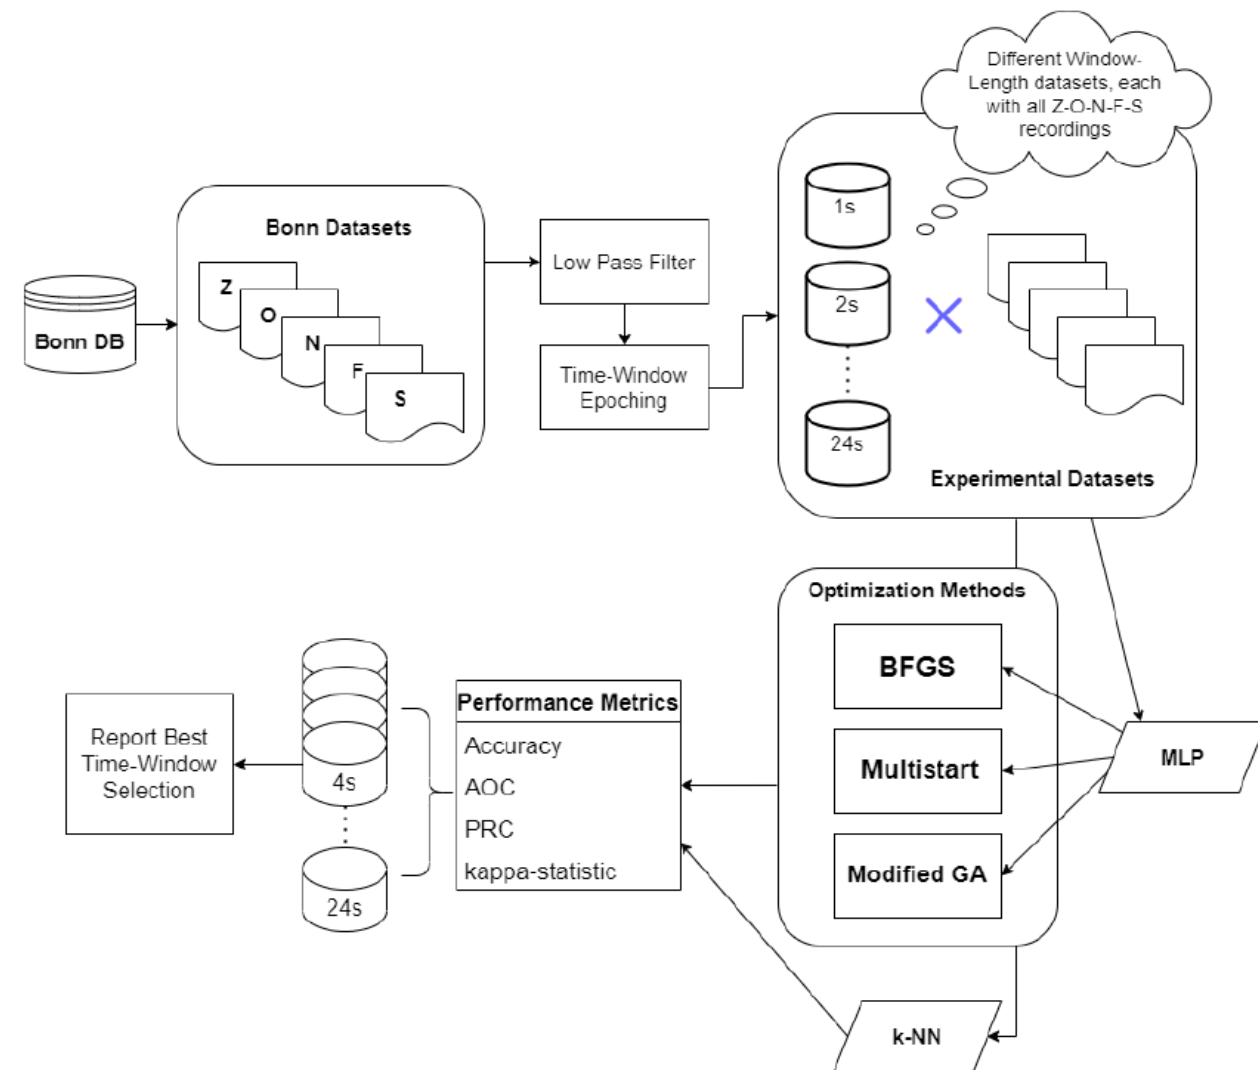 Different Window-
Length datasets, each
with all Z-O-N-F-S
recordings
1s
2s
24s
Experimental Datasets
Bonn Datasets
Z
O
N
F
S
Bonn DB
Low Pass Filter
Time-Window
Epoching
Optimization Methods
BFGS
Multistart
Modified GA
MLP
k-NN
Performance Metrics
Accuracy
AOC
PRC
kappa-statistic
4s
24s
Report Best
Time-Window
Selection